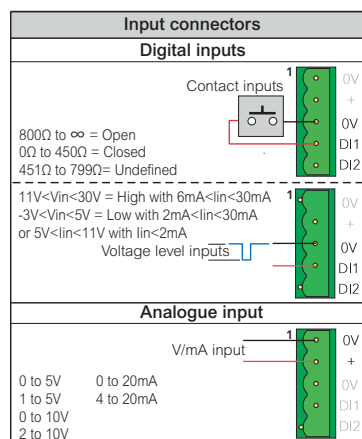 Input connectors
Digital inputs
1
0V
Contact inputs
+
0V
DI1
DI2
800Ω to ∞ = Open
0Ω to 450Ω = Closed
451Ω to 799Ω= Undefined
11V<Vin<30V = High with 6mA<Iin<30mA
-3V<Vin<5V = Low with 2mA<Iin<30mA
or 5V<Iin<11V with Iin<2mA
Voltage level inputs
1
0V
+
0V
DI1
DI2
Analogue input
1
0V
V/mA input
+
0V
DI1
DI2
0 to 5V 0 to 20mA
1 to 5V 4 to 20mA
0 to 10V
2 to 10V